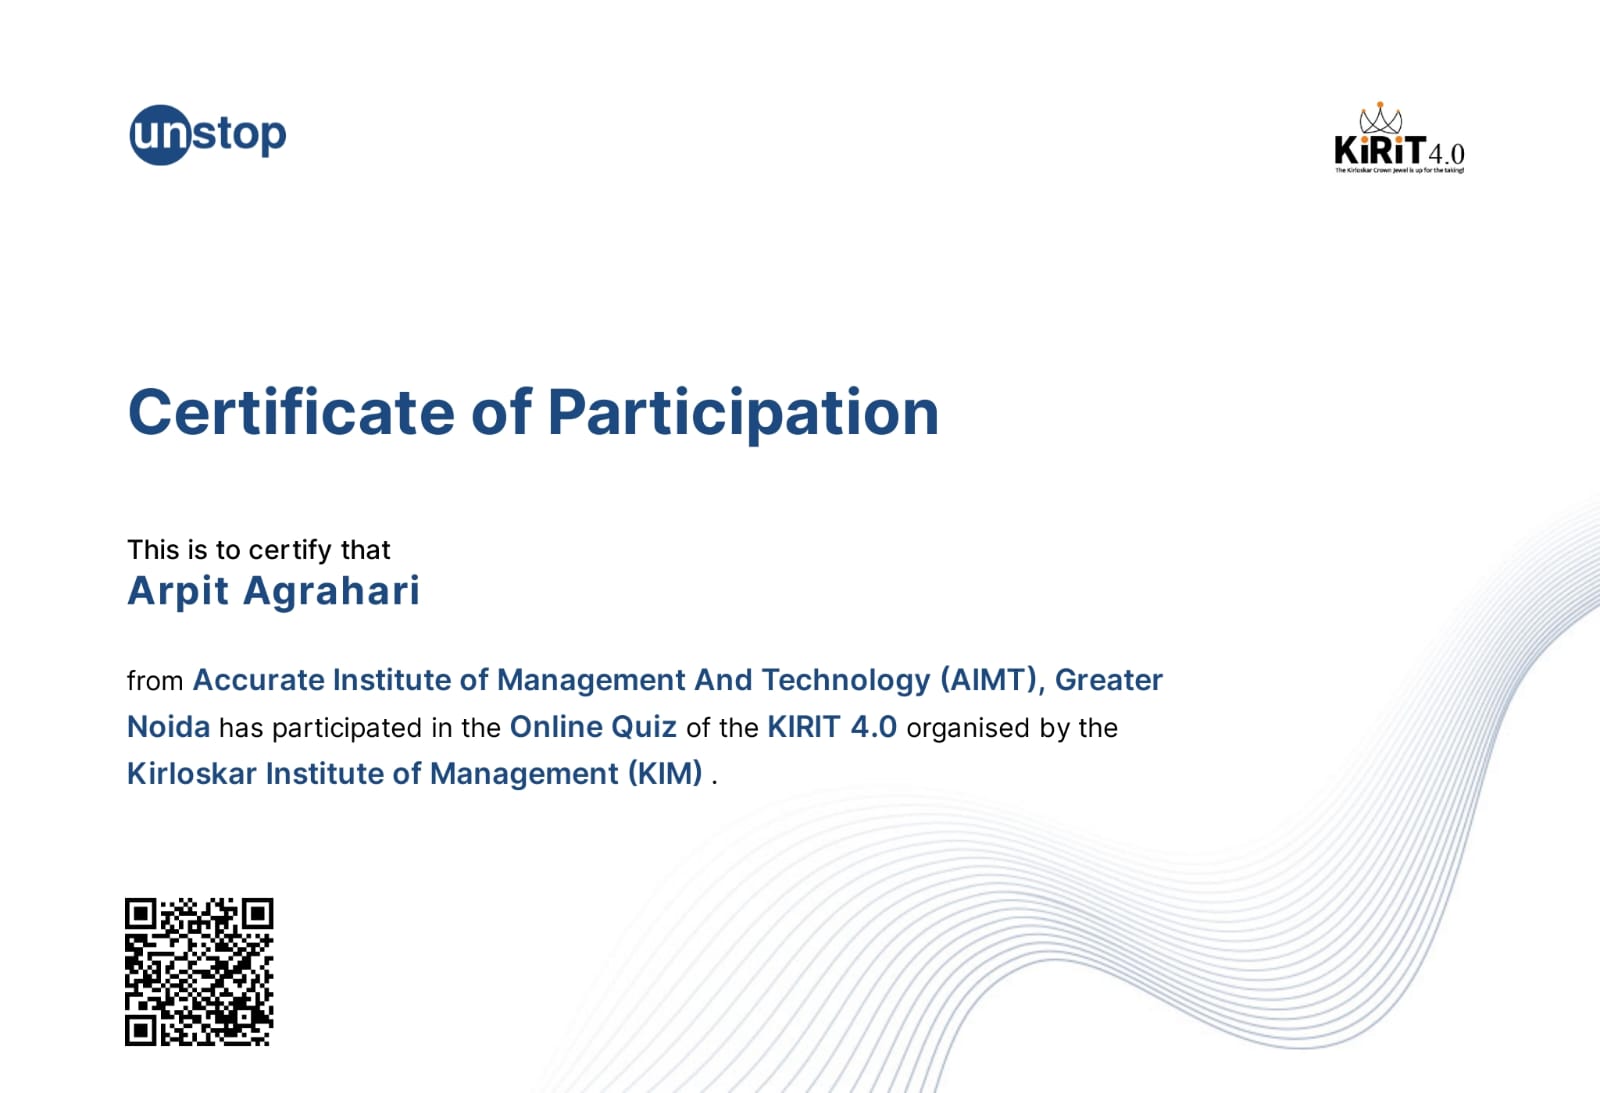 unstop
KiRiT 4.0
The Kirloskar Crown Jewel is up for the taking!
Certificate of Participation
This is to certify that
Arpit Agrahari
from Accurate Institute of Management And Technology (AIMT), Greater
Noida has participated in the Online Quiz of the KIRIT 4.0 organised by the
Kirloskar Institute of Management (KIM) .